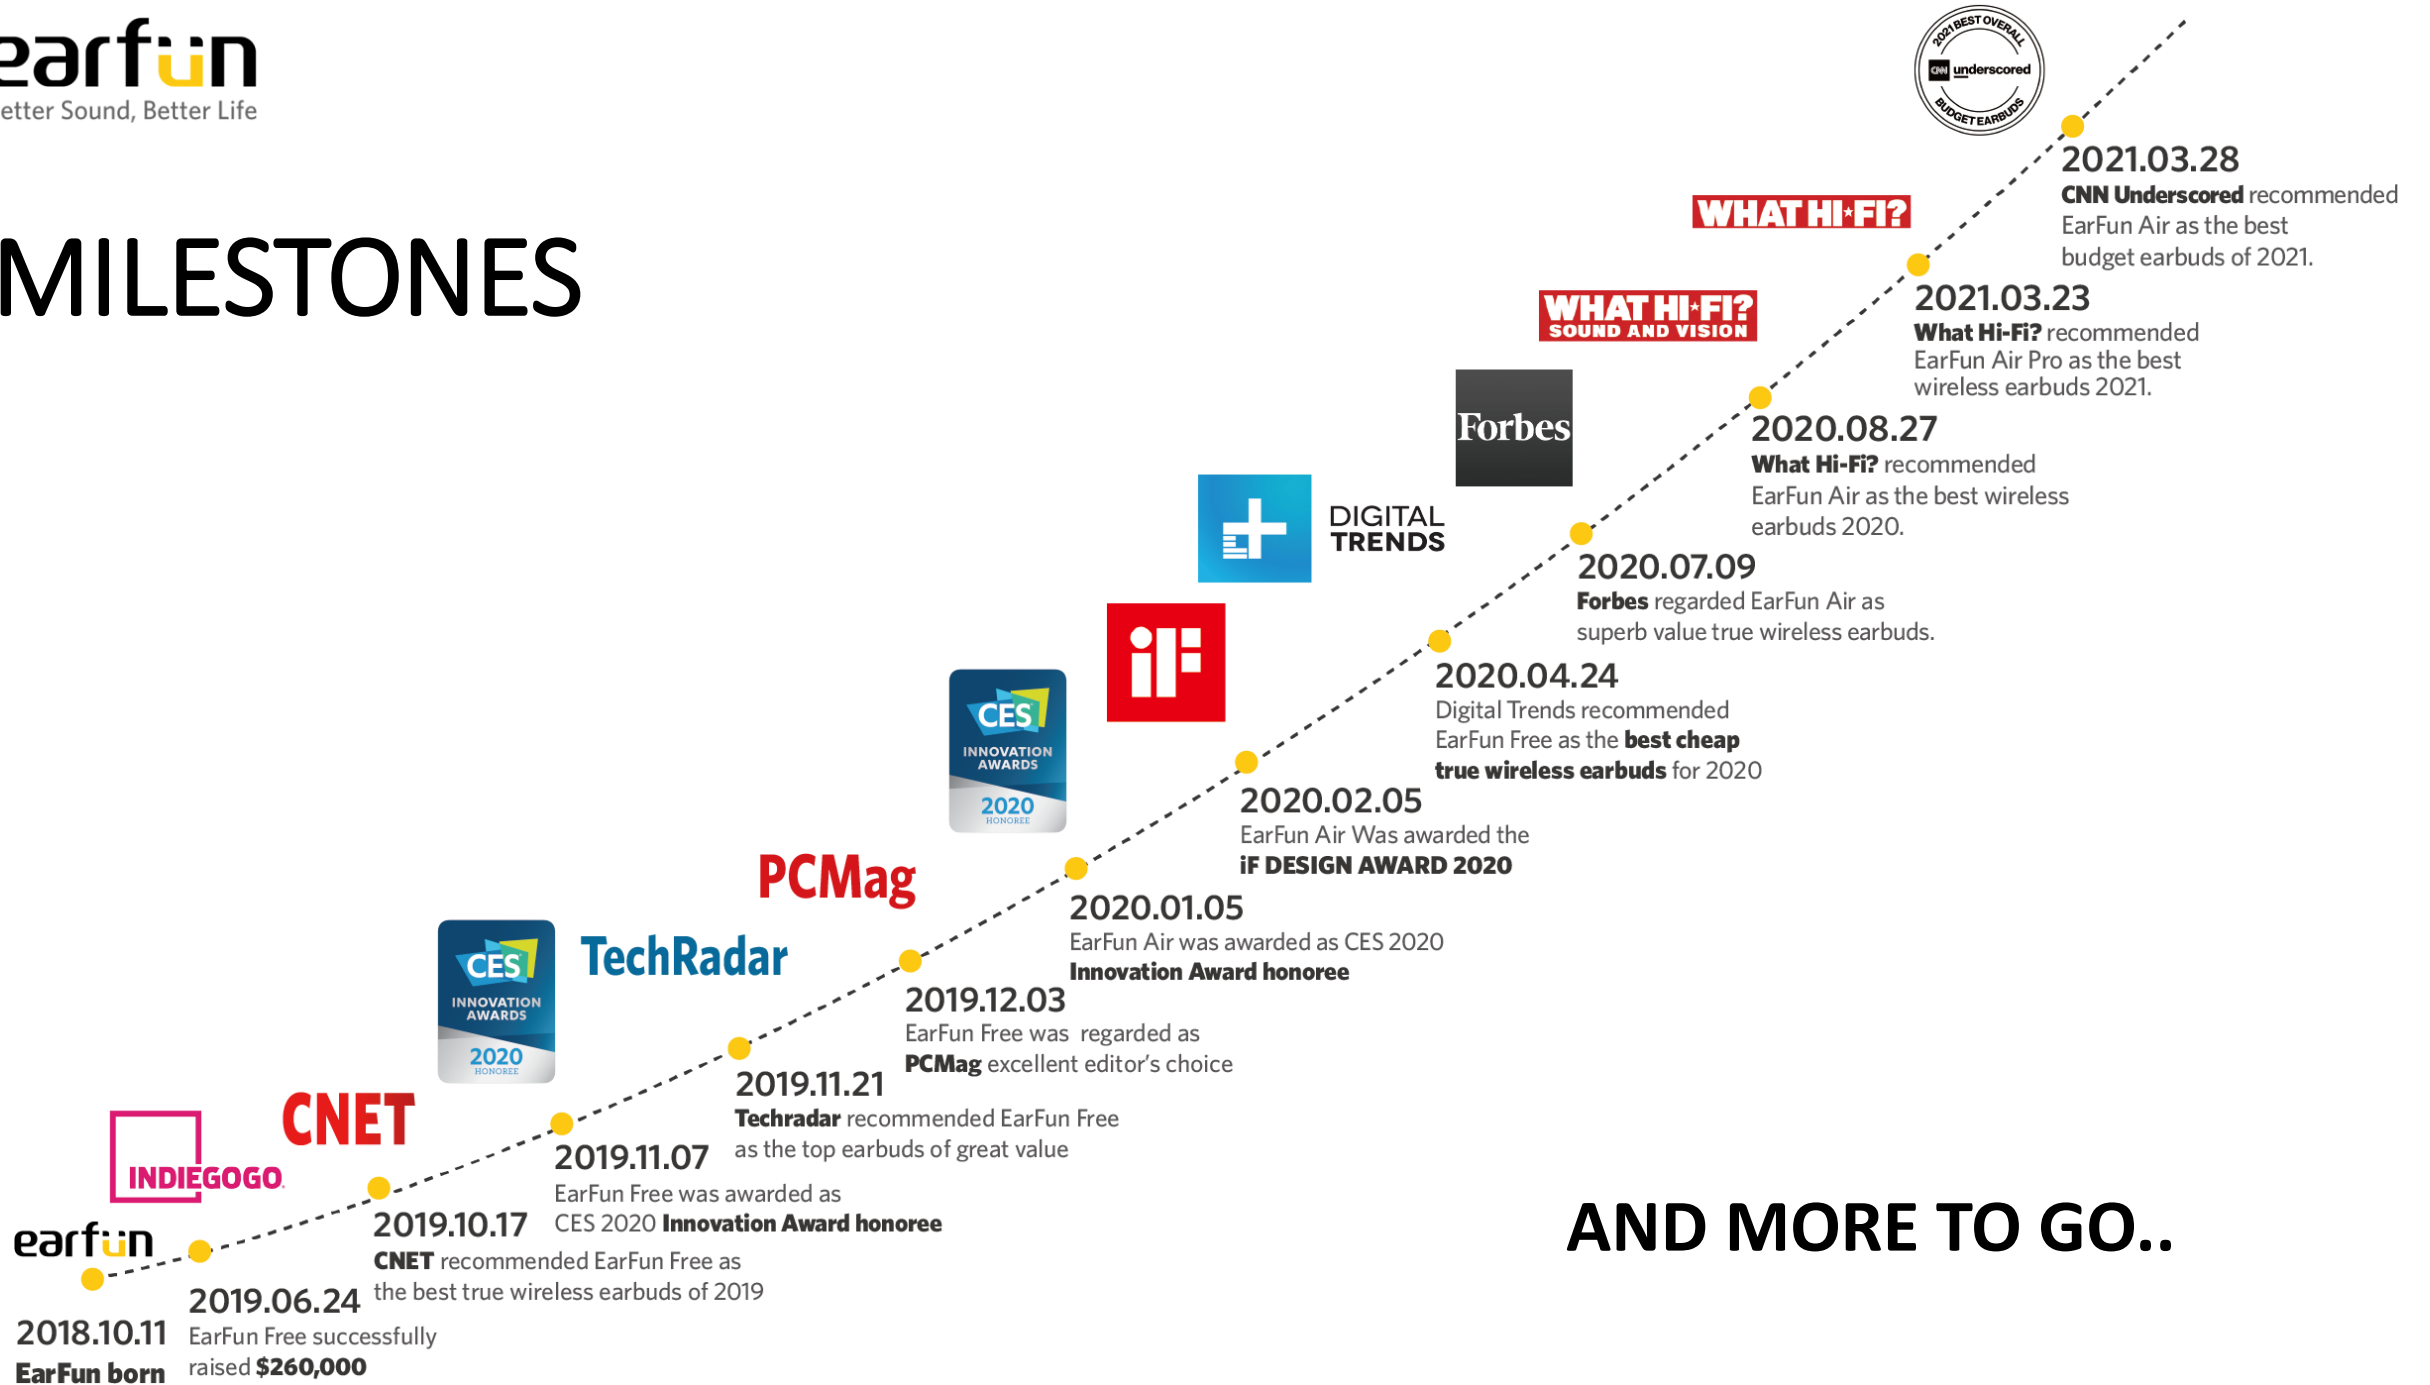 earfun
etter Sound, Better Life
MILESTONES
INDIEGOGO
CNET
CES
INNOVATION
AWARDS
2020
HONOREE
TechRadar
PCMag
CES
INNOVATION
AWARDS
2020
HONOREE
iF
DIGITAL
TRENDS
Forbes
WHAT HI★FI?
SOUND AND VISION
WHAT HI★FI?
2021 BEST OVERALL
CNN underscored
BUDGET EARBUDS
earfun
2018.10.11
EarFun born
2019.06.24
EarFun Free successfully
raised $260,000
2019.10.17
CNET recommended EarFun Free as
the best true wireless earbuds of 2019
2019.11.07
EarFun Free was awarded as
CES 2020 Innovation Award honoree
2019.11.21
Techradar recommended EarFun Free
as the top earbuds of great value
2019.12.03
EarFun Free was regarded as
PCMag excellent editor's choice
2020.01.05
EarFun Air was awarded as CES 2020
Innovation Award honoree
2020.02.05
EarFun Air Was awarded the
iF DESIGN AWARD 2020
2020.04.24
Digital Trends recommended
EarFun Free as the best cheap
true wireless earbuds for 2020
2020.07.09
Forbes regarded EarFun Air as
superb value true wireless earbuds.
2020.08.27
What Hi-Fi? recommended
EarFun Air as the best wireless
earbuds 2020.
2021.03.23
What Hi-Fi? recommended
EarFun Air Pro as the best
wireless earbuds 2021.
2021.03.28
CNN Underscored recommended
EarFun Air as the best
budget earbuds of 2021.
AND MORE TO GO..